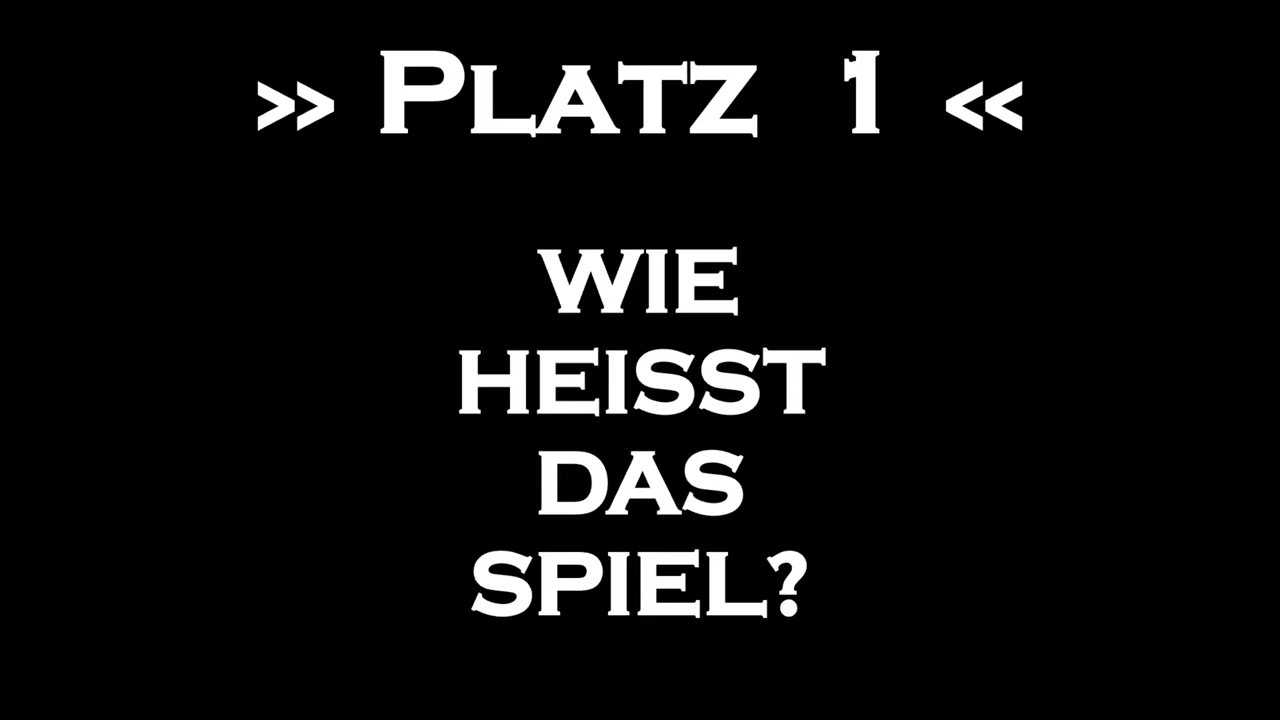 » PLATZ 1 «
WIE
HEISST
DAS
SPIEL?